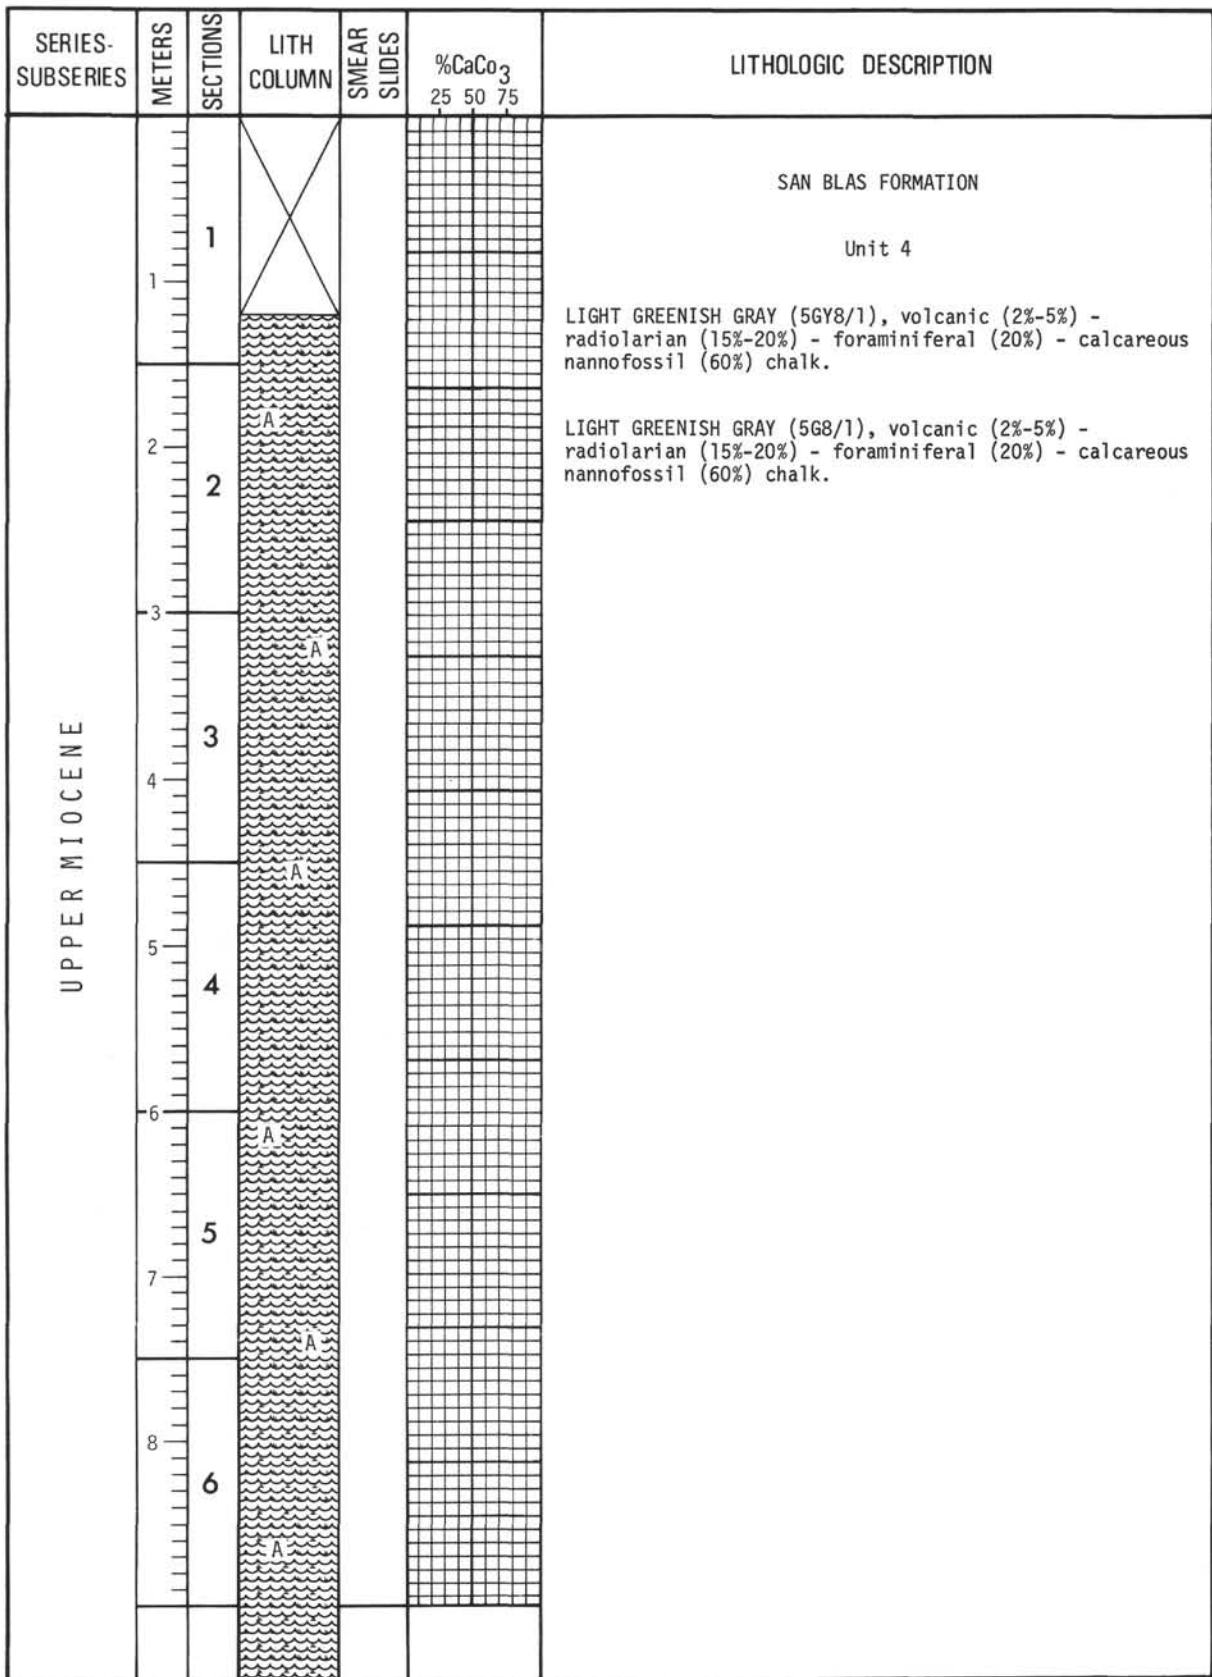 SERIES-
SUBSERIES
METERS
SECTIONS
LITH
COLUMN
SMEAR
SLIDES
%CaCo3
25 50 75
LITHOLOGIC DESCRIPTION
UPPER MIOCENE
1
2
3
4
5
6
7
8
1
2
3
4
5
6
A
A
A
A
A
A
SAN BLAS FORMATION
Unit 4
LIGHT GREENISH GRAY (5GY8/1), volcanic (2%-5%) -
radiolarian (15%-20%) - foraminiferal (20%) - calcareous
nannofossil (60%) chalk.
LIGHT GREENISH GRAY (5G8/1), volcanic (2%-5%) -
radiolarian (15%-20%) - foraminiferal (20%) - calcareous
nannofossil (60%) chalk.